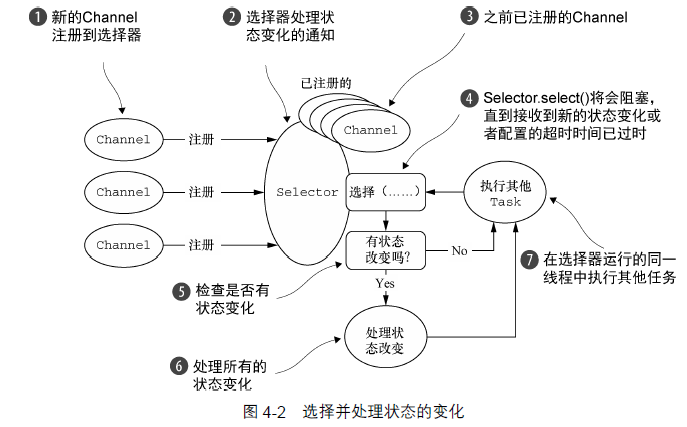 ❶ 新的Channel
注册到选择器
❷ 选择器处理状
态变化的通知
❸ 之前已注册的Channel
已注册的
Channel
❹ Selector.select()将会阻塞，
直到接收到新的状态变化或
者配置的超时时间已过时
Channel
注册
Channel
注册
Channel
注册
Selector
选择（……）
执行其他
Task
有状态
改变吗？
No
Yes
❼ 在选择器运行的同一
线程中执行其他任务
❺ 检查是否有
状态变化
处理状
态改变
❻ 处理所有的
状态变化
图 4-2 选择并处理状态的变化